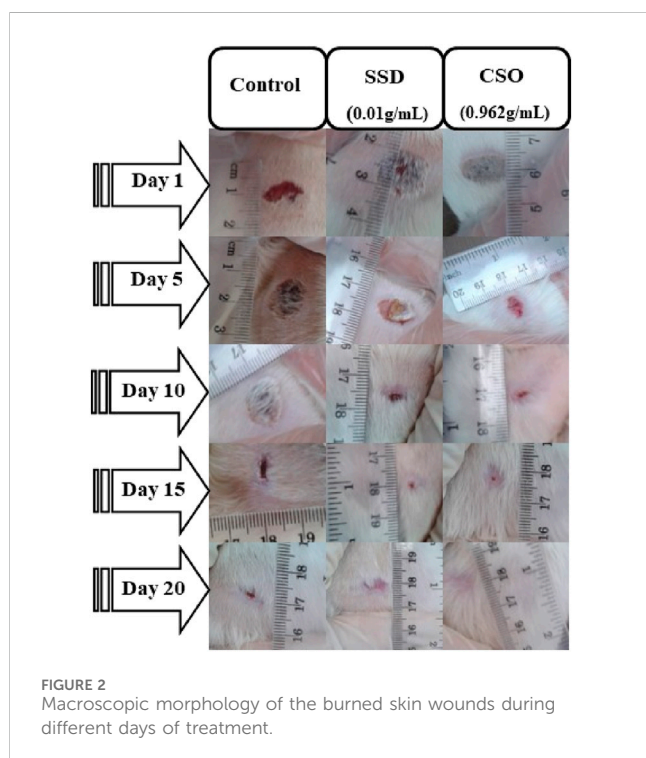 Control
SSD
(0.01g/mL)
CSO
(0.962g/mL)
Day 1
Day 5
Day 10
Day 15
Day 20
FIGURE 2
Macroscopic morphology of the burned skin wounds during
different days of treatment.